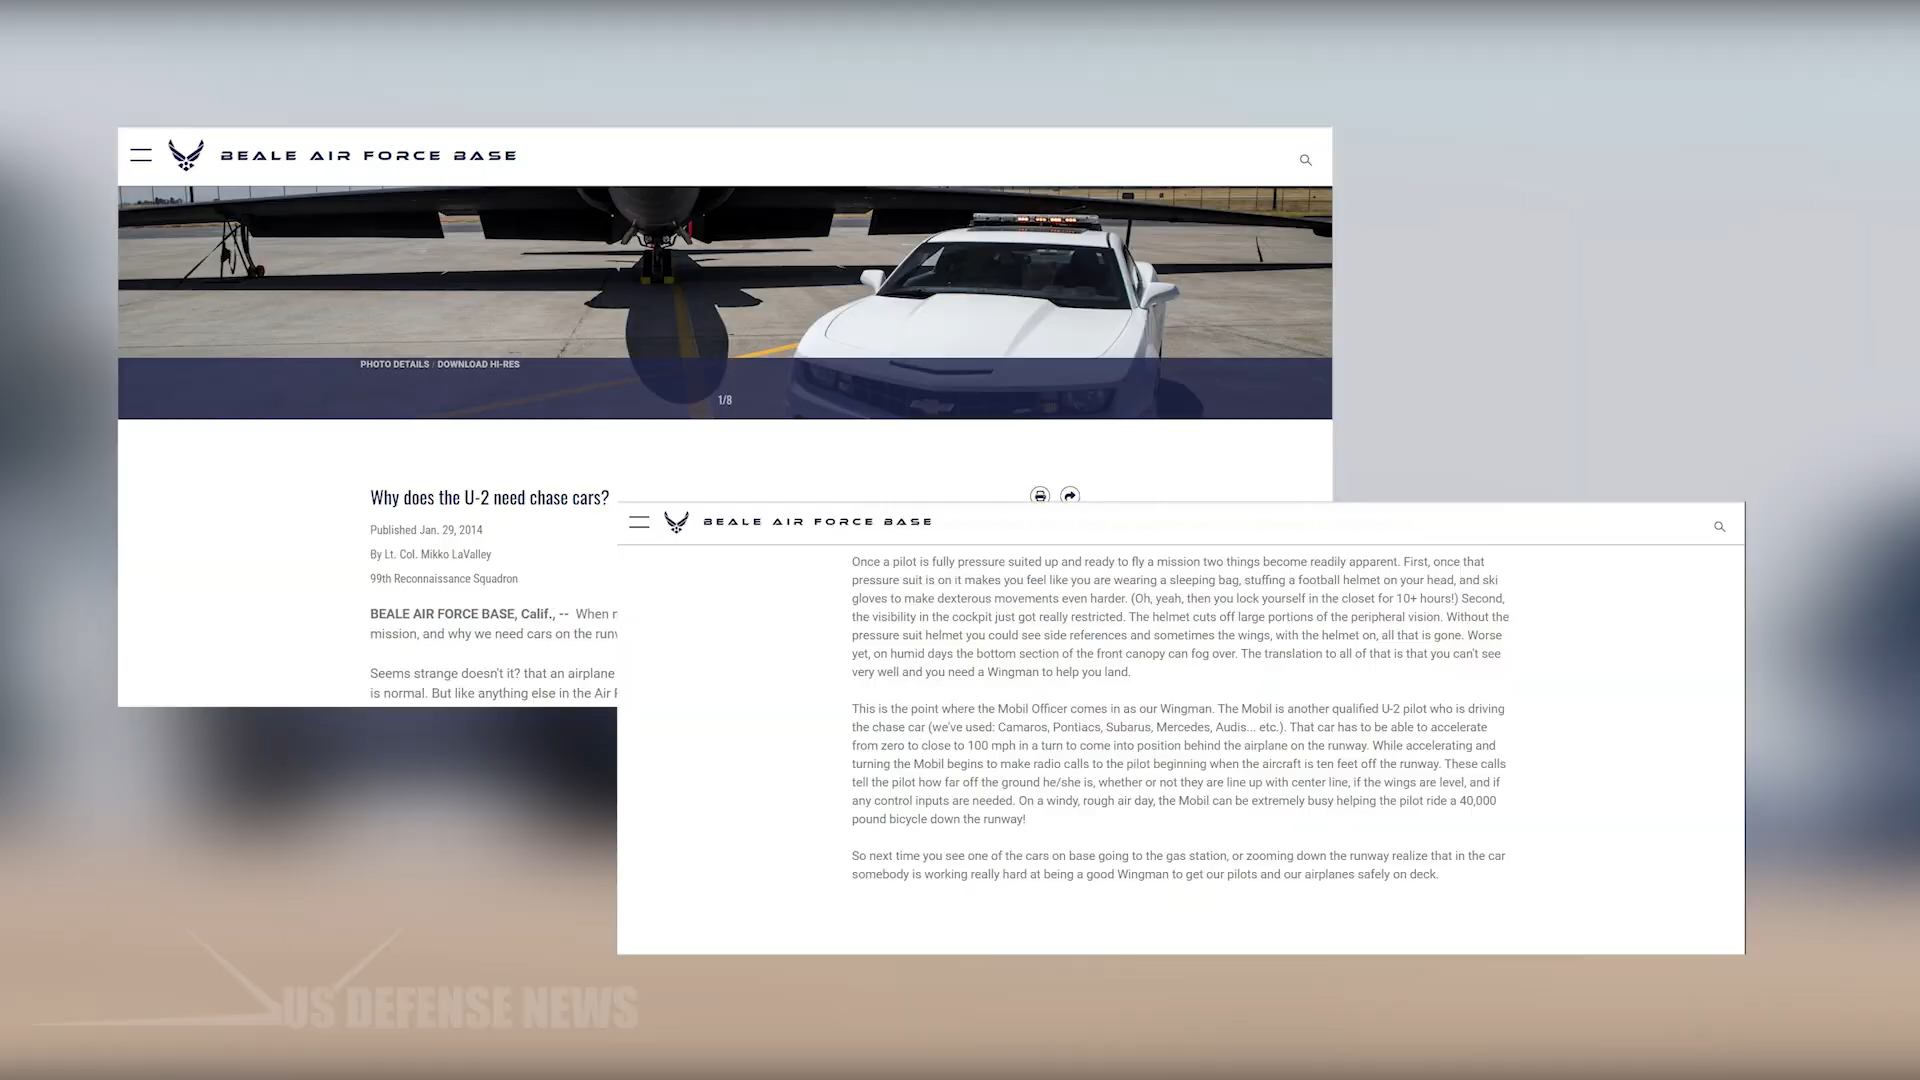 BEALE AIR FORCE BASE
PHOTO DETAILS / DOWNLOAD HI-RES
1/8
Why does the U-2 need chase cars?
Published Jan. 29, 2014
By Lt. Col. Mikko LaValley
99th Reconnaissance Squadron
BEALE AIR FORCE BASE, Calif., -- When
mission, and why we need cars on the
Seems strange doesn't it? that an airplane
is normal. But like anything else in the Air
BEALE AIR FORCE BASE
Once a pilot is fully pressure suited up and ready to fly a mission two things become readily apparent. First, once that
pressure suit is on it makes you feel like you are wearing a sleeping bag, stuffing a football helmet on your head, and ski
gloves to make dexterous movements even harder. (Oh, yeah, then you lock yourself in the closet for 10+ hours!) Second,
the visibility in the cockpit just got really restricted. The helmet cuts off large portions of the peripheral vision. Without the
pressure suit helmet you could see side references and sometimes the wings, with the helmet on, all that is gone. Worse
yet, on humid days the bottom section of the front canopy can fog over. The translation to all of that is that you can't see
very well and you need a Wingman to help you land.
This is the point where the Mobil Officer comes in as our Wingman. The Mobil is another qualified U-2 pilot who is driving
the chase car (we've used: Camaros, Pontiacs, Subarus, Mercedes, Audis... etc.). That car has to be able to accelerate
from zero to close to 100 mph in a turn to come into position behind the airplane on the runway. While accelerating and
turning the Mobil begins to make radio calls to the pilot beginning when the aircraft is ten feet off the runway. These calls
tell the pilot how far off the ground he/she is, whether or not they are line up with center line, if the wings are level, and if
any control inputs are needed. On a windy, rough air day, the Mobil can be extremely busy helping the pilot ride a 40,000
pound bicycle down the runway!
So next time you see one of the cars on base going to the gas station, or zooming down the runway realize that in the car
somebody is working really hard at being a good Wingman to get our pilots and our airplanes safely on deck.
US DEFENSE NEWS